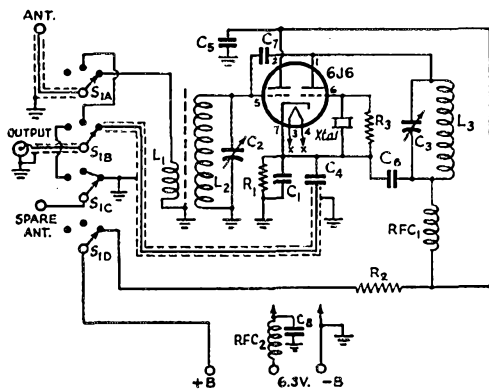 ANT.
S1A
OUTPUT
S1B
S1C
SPARE
ANT.
S1D
+B
L1
L2
C2
C5
C7
2
1
6J6
5
6
7
3
4
X
X
Xtal
R1
C1
C4
R3
C6
C3
L3
RFC1
R2
RFC2
C8
6.3V.
-B